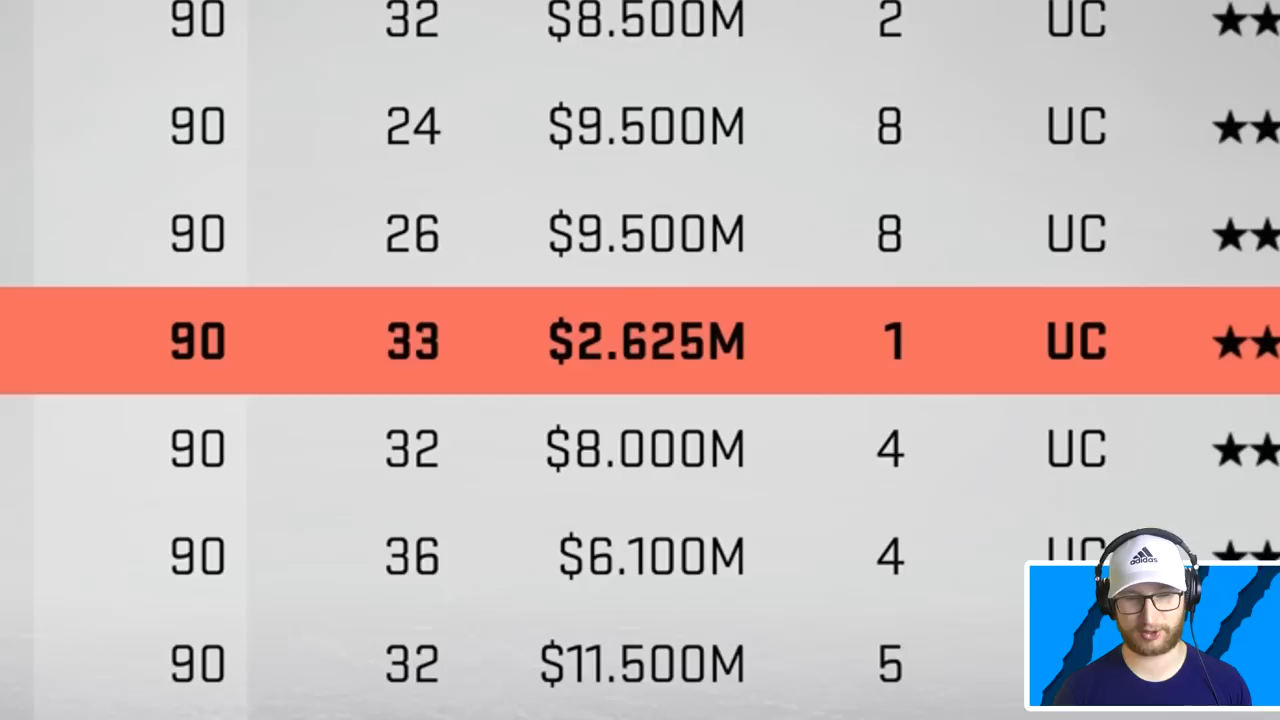 90 32 $8.500M 2 UC ★★
90 24 $9.500M 8 UC ★★
90 26 $9.500M 8 UC ★★
90 33 $2.625M 1 UC ★★
90 32 $8.000M 4 UC ★★
90 36 $6.100M 4 UC ★★
90 32 $11.500M 5
adidas